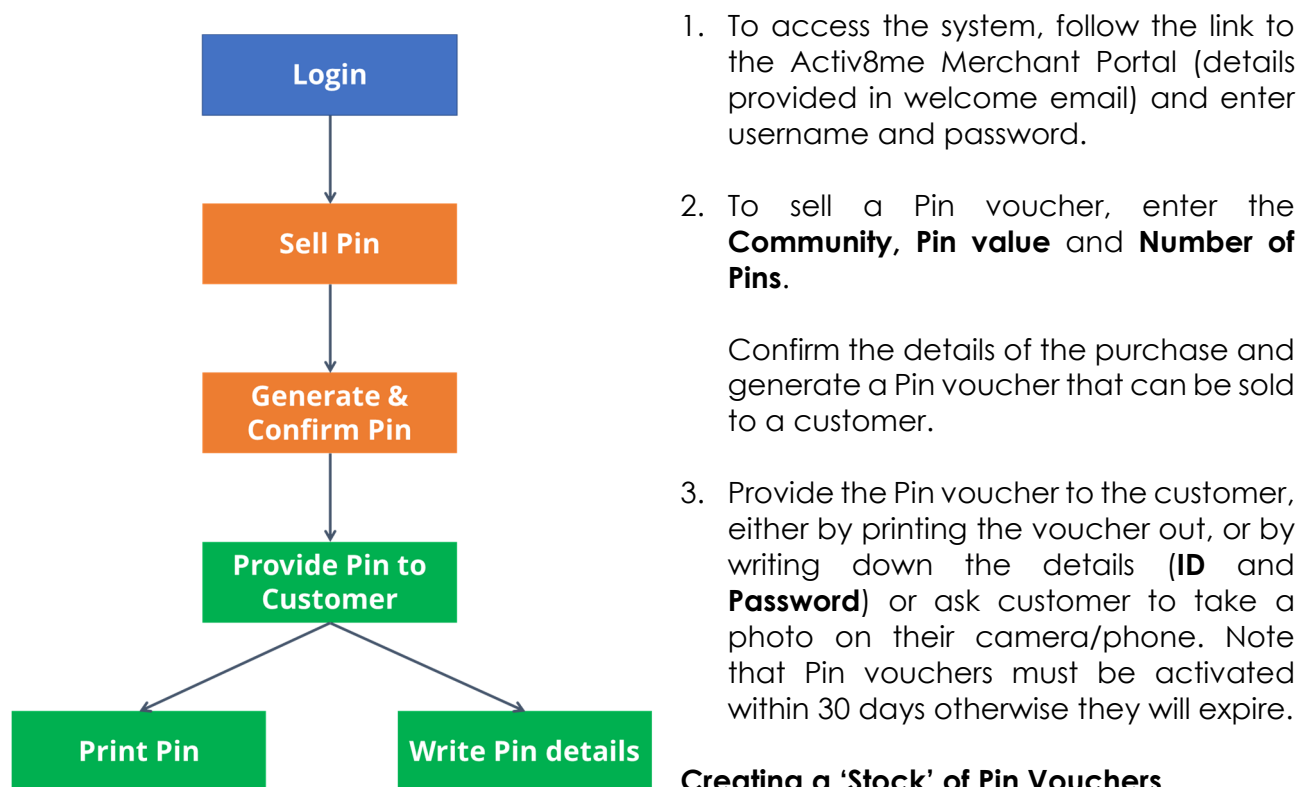 Login
Sell Pin
Generate &
Confirm Pin
Provide Pin to
Customer
Print Pin
Write Pin details
1. To access the system, follow the link to
the Activ8me Merchant Portal (details
provided in welcome email) and enter
username and password.
2. To sell a Pin voucher, enter the
Community, Pin value and Number of
Pins.
Confirm the details of the purchase and
generate a Pin voucher that can be sold
to a customer.
3. Provide the Pin voucher to the customer,
either by printing the voucher out, or by
writing down the details (ID and
Password) or ask customer to take a
photo on their camera/phone. Note
that Pin vouchers must be activated
within 30 days otherwise they will expire.
Creating a ‘Stock’ of Pin Vouchers